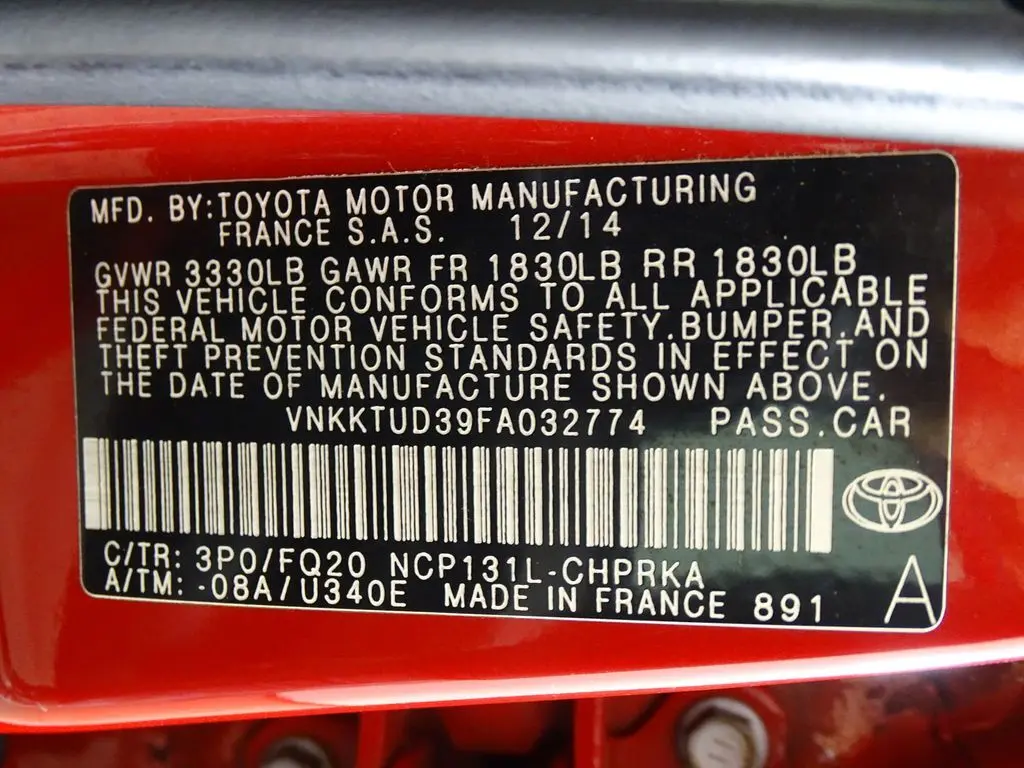 MFD. BY:TOYOTA MOTOR MANUFACTURING
FRANCE S.A.S. 12/14
GVWR 3330LB GAWR FR 1830LB RR 1830LB
THIS VEHICLE CONFORMS TO ALL APPLICABLE
FEDERAL MOTOR VEHICLE SAFETY,BUMPER,AND
THEFT PREVENTION STANDARDS IN EFFECT ON
THE DATE OF MANUFACTURE SHOWN ABOVE.
VNKKTUD39FA032774 PASS.CAR
C/TR: 3P0/FQ20 NCP131L-CHPRKA
A/TM: -08A/U340E MADE IN FRANCE 891
A